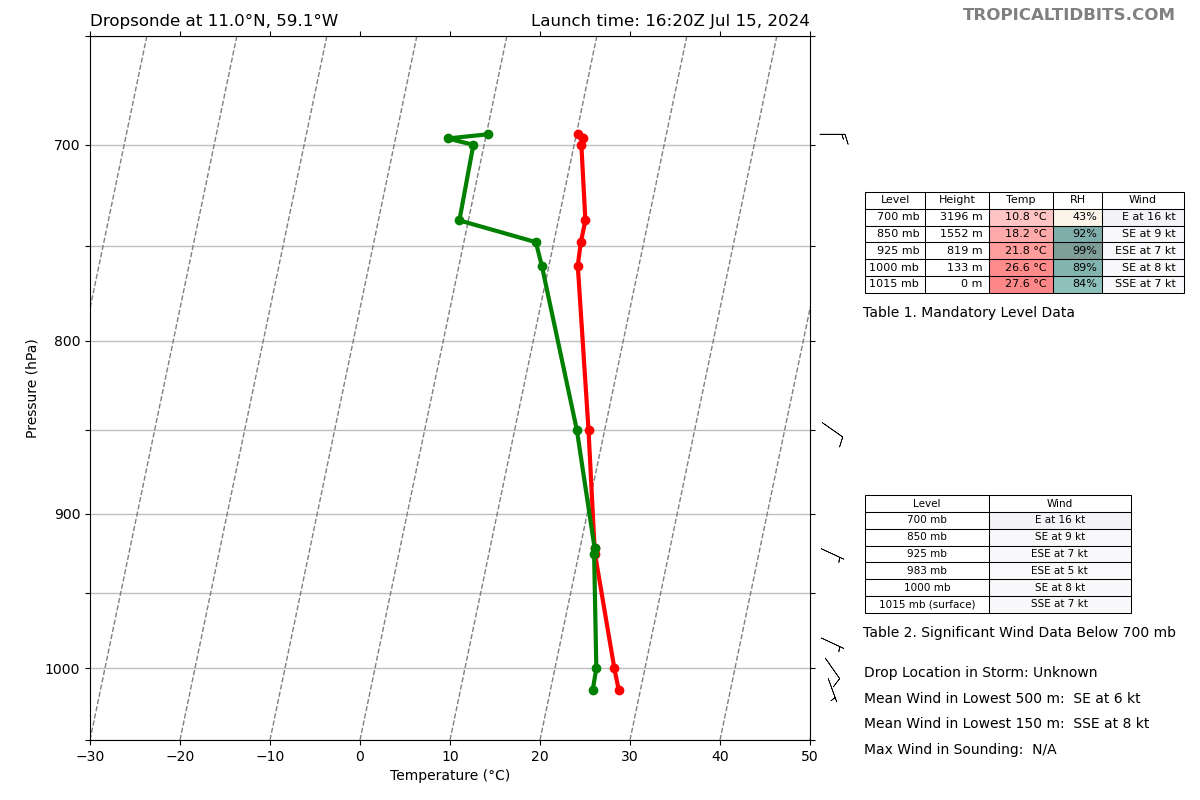 Dropsonde at 11.0°N, 59.1°W
Launch time: 16:20Z Jul 15, 2024
TROPICALTIDBITS.COM
700
800
900
1000
Pressure (hPa)
−30
−20
−10
0
10
20
30
40
50
Temperature (°C)
Level Height Temp RH Wind
700 mb 3196 m 10.8 °C 43% E at 16 kt
850 mb 1552 m 18.2 °C 92% SE at 9 kt
925 mb 819 m 21.8 °C 99% ESE at 7 kt
1000 mb 133 m 26.6 °C 89% SE at 8 kt
1015 mb 0 m 27.6 °C 84% SSE at 7 kt
Table 1. Mandatory Level Data
Level Wind
700 mb E at 16 kt
850 mb SE at 9 kt
925 mb ESE at 7 kt
983 mb ESE at 5 kt
1000 mb SE at 8 kt
1015 mb (surface) SSE at 7 kt
Table 2. Significant Wind Data Below 700 mb
Drop Location in Storm: Unknown
Mean Wind in Lowest 500 m: SE at 6 kt
Mean Wind in Lowest 150 m: SSE at 8 kt
Max Wind in Sounding: N/A